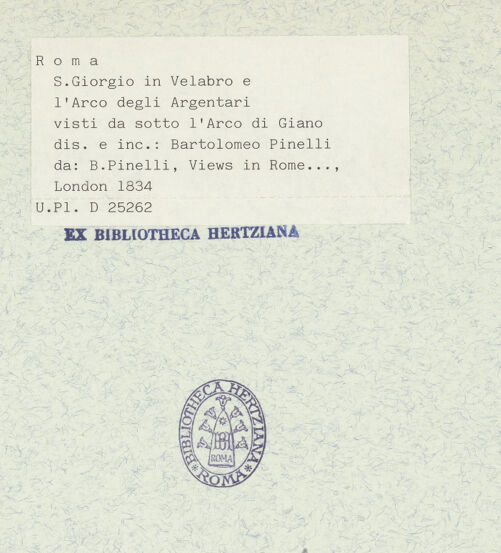 R o m a
S.Giorgio in Velabro e
l'Arco degli Argentari
visti da sotto l'Arco di Giano
dis. e inc.: Bartolomeo Pinelli
da: B.Pinelli, Views in Rome...,
London 1834
U.Pl. D 25262
EX BIBLIOTHECA HERTZIANA
BIBLIOTHECA HERTZIANA
ROMA
* ROMA *